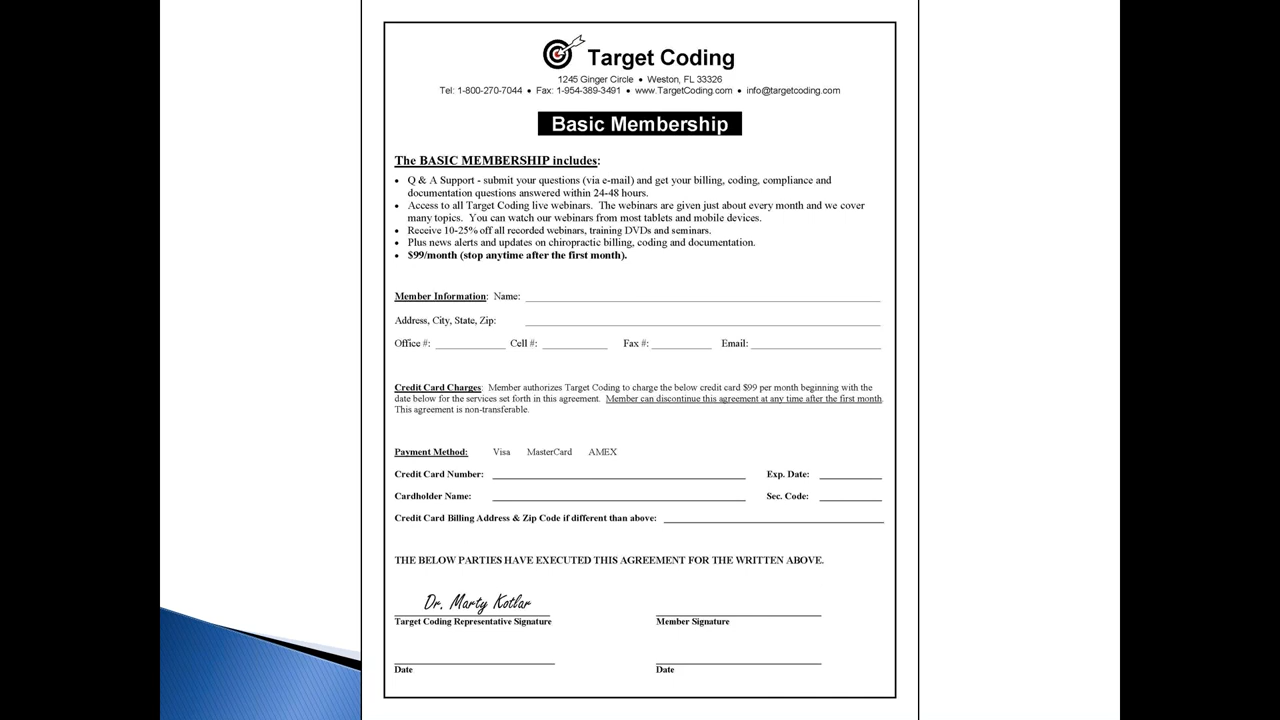 Target Coding
1245 Ginger Circle • Weston, FL 33326
Tel: 1-800-270-7044 • Fax: 1-954-389-3491 • www.TargetCoding.com • info@targetcoding.com
Basic Membership
The BASIC MEMBERSHIP includes:
• Q & A Support - submit your questions (via e-mail) and get your billing, coding, compliance and
documentation questions answered within 24-48 hours.
• Access to all Target Coding live webinars. The webinars are given just about every month and we cover
many topics. You can watch our webinars from most tablets and mobile devices.
• Receive 10-25% off all recorded webinars, training DVDs and seminars.
• Plus news alerts and updates on chiropractic billing, coding and documentation.
• $99/month (stop anytime after the first month).
Member Information: Name: ____
Address, City, State, Zip: ____
Office #: ____ Cell #: ____ Fax #: ____ Email: ____
Credit Card Charges: Member authorizes Target Coding to charge the below credit card $99 per month beginning with the
date below for the services set forth in this agreement. Member can discontinue this agreement at any time after the first month.
This agreement is non-transferable.
Payment Method: Visa MasterCard AMEX
Credit Card Number: ____ Exp. Date: ____
Cardholder Name: ____ Sec. Code: ____
Credit Card Billing Address & Zip Code if different than above: ____
THE BELOW PARTIES HAVE EXECUTED THIS AGREEMENT FOR THE WRITTEN ABOVE.
Dr. Marty Kotlar
Target Coding Representative Signature Member Signature
Date Date